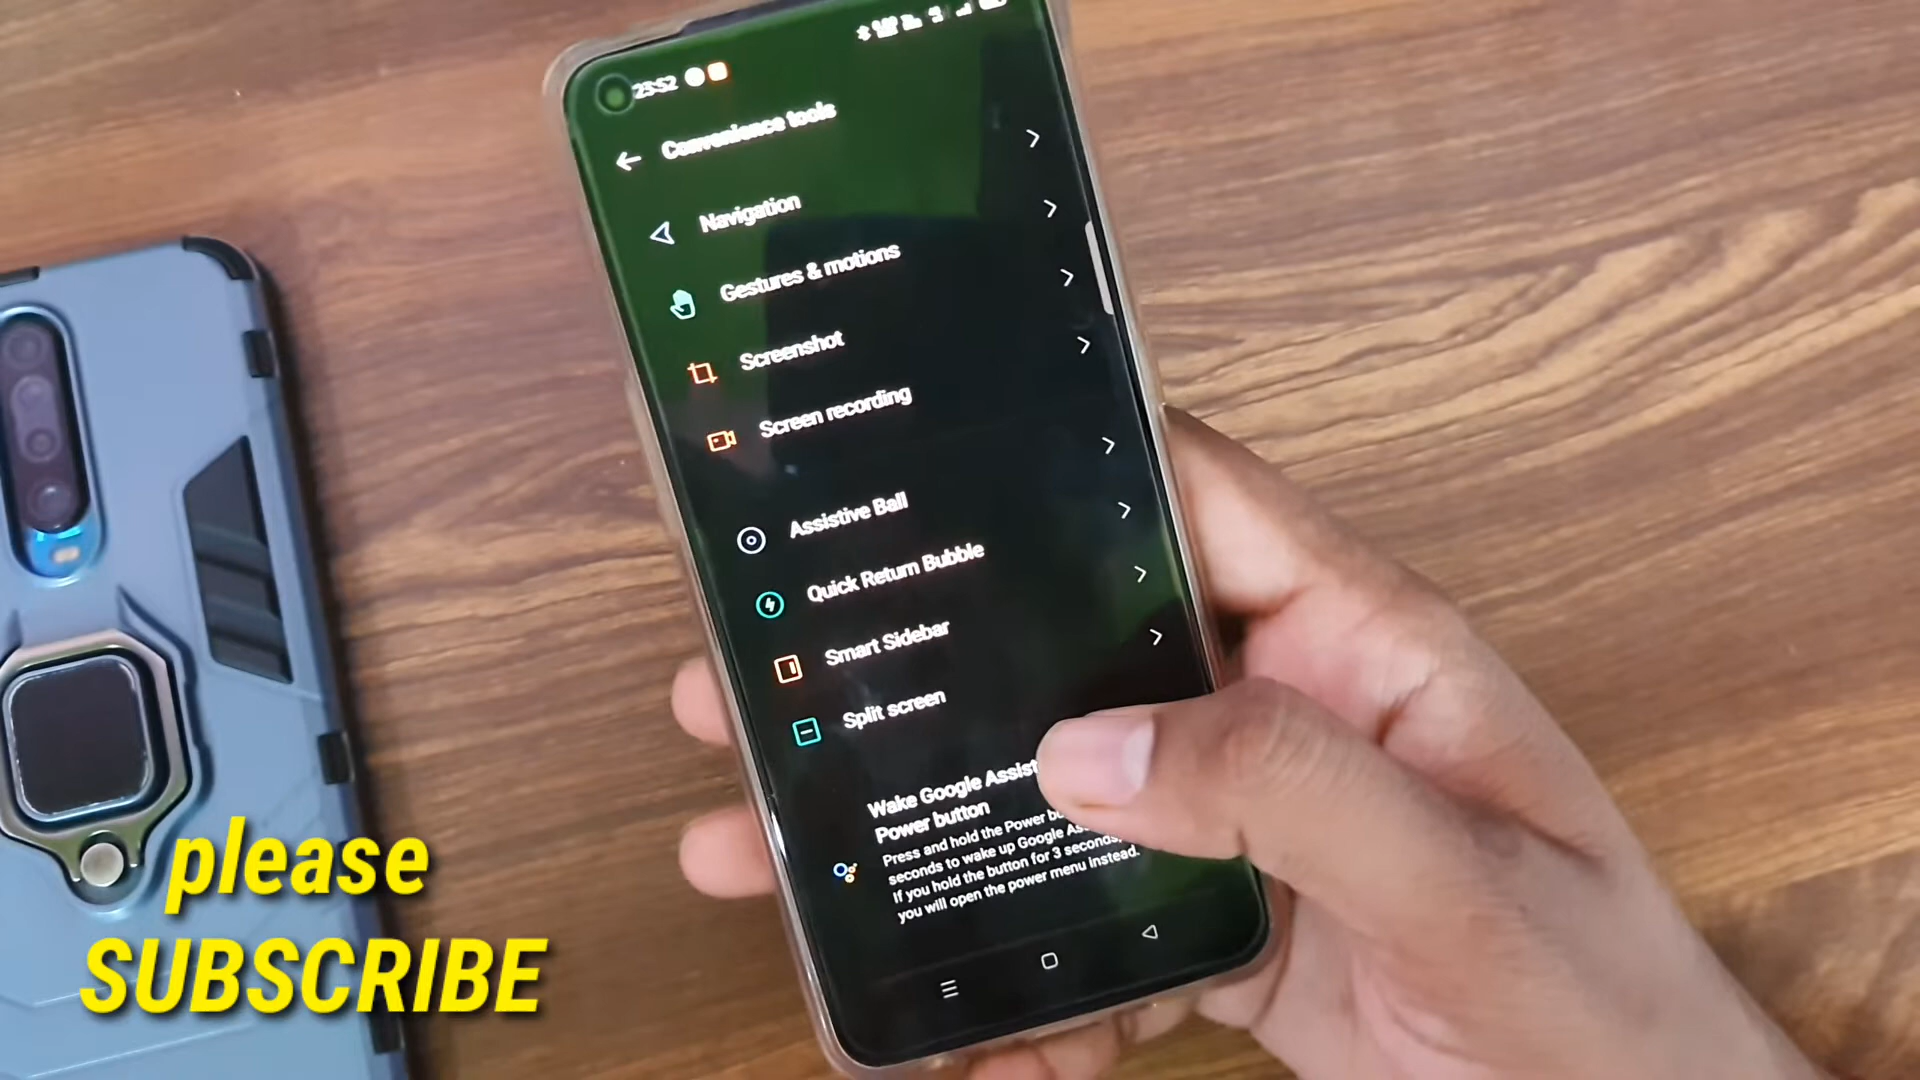 23:52
Convenience tools
Navigation
Gestures & motions
Screenshot
Screen recording
Assistive Ball
Quick Return Bubble
Smart Sidebar
Split screen
Wake Google Assist
Power button
Press and hold the Power
seconds to wake up Google
If you hold the button for 3 seconds,
you will open the power menu instead.
please
SUBSCRIBE